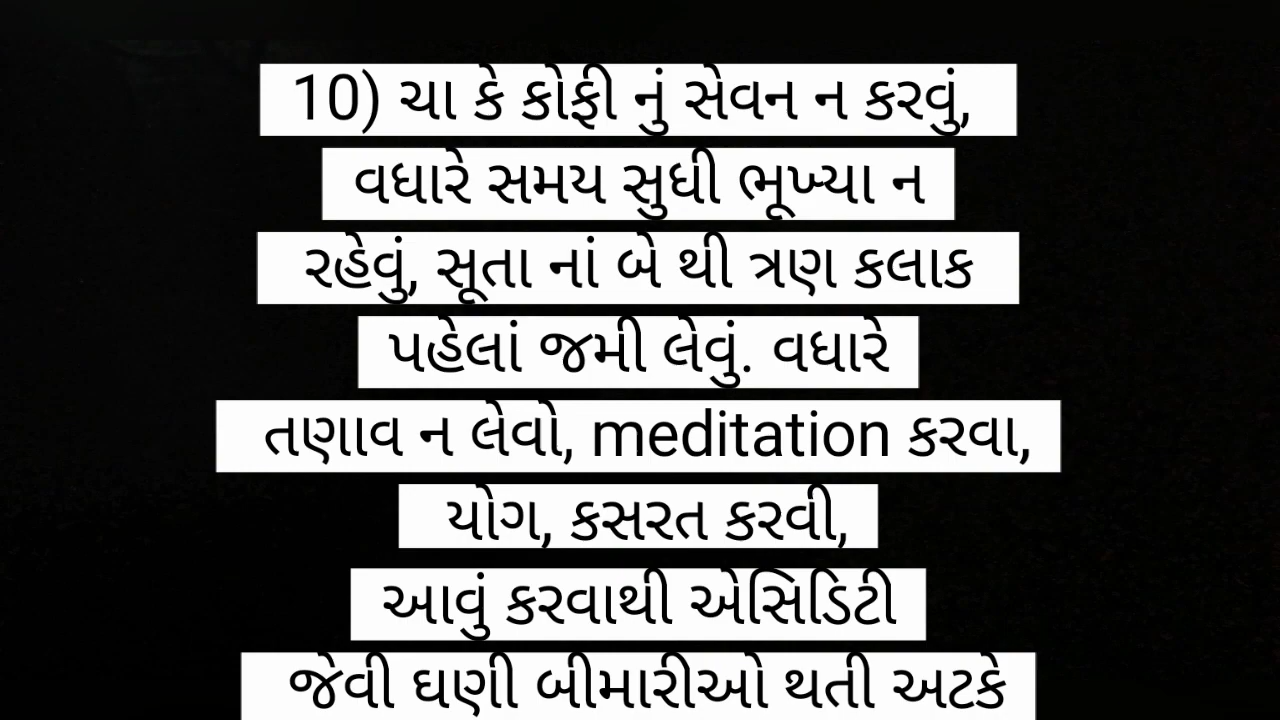 10) ચા કે કોફી નું સેવન ન કરવું,
વધારે સમય સુધી ભૂખ્યા ન
રહેવું, સૂતા નાં બે થી ત્રણ કલાક
પહેલાં જમી લેવું. વધારે
તણાવ ન લેવો, meditation કરવા,
યોગ, કસરત કરવી,
આવું કરવાથી એસિડિટી
જેવી ઘણી બીમારીઓ થતી અટકે